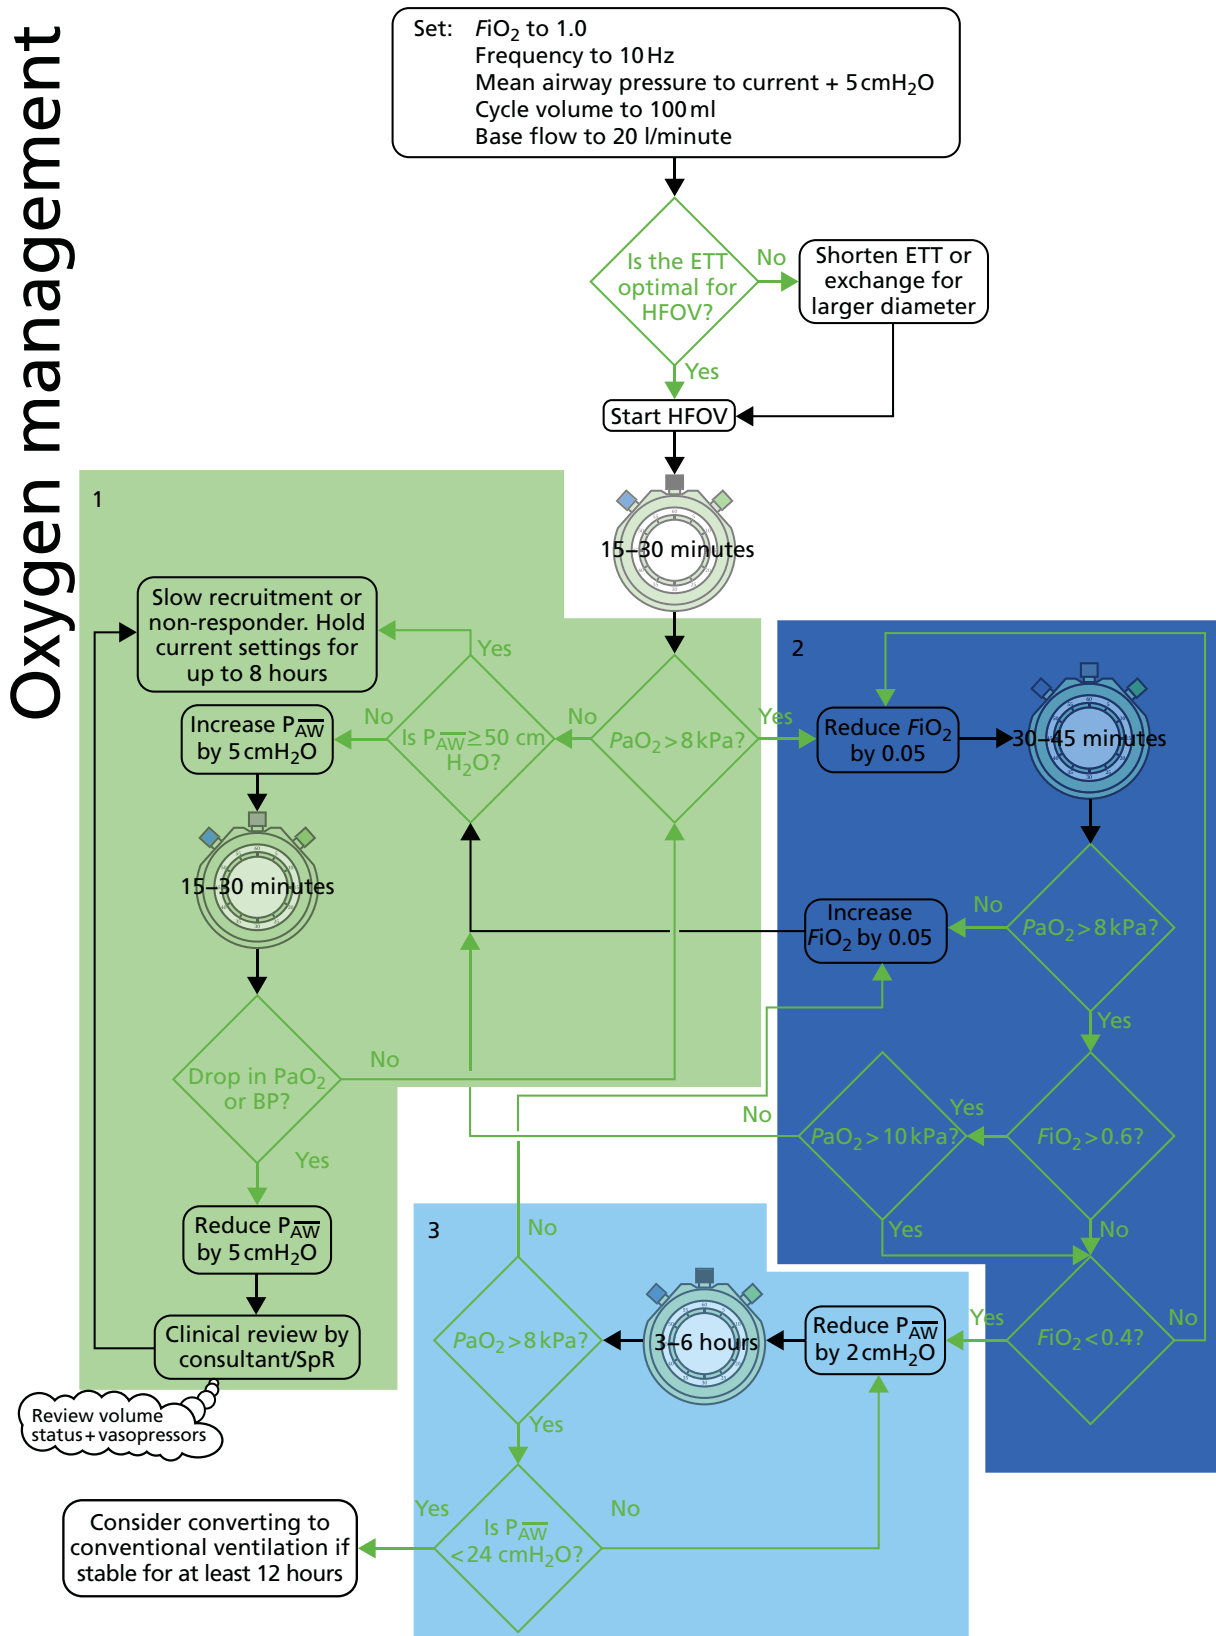 Oxygen management
Set: FiO₂ to 1.0
Frequency to 10 Hz
Mean airway pressure to current + 5 cmH₂O
Cycle volume to 100 ml
Base flow to 20 l/minute
Is the ETT
optimal for
HFOV?
No
Shorten ETT or
exchange for
larger diameter
Yes
Start HFOV
15–30 minutes
1
Slow recruitment or
non-responder. Hold
current settings for
up to 8 hours
Yes
No
Is P_AW̅ ≥ 50 cm
H₂O?
No
PaO₂ > 8 kPa?
Yes
Increase P_AW̅
by 5 cmH₂O
15–30 minutes
Drop in PaO₂
or BP?
No
Yes
Reduce P_AW̅
by 5 cmH₂O
Clinical review by
consultant/SpR
Review volume
status + vasopressors
2
Reduce FiO₂
by 0.05
30–45 minutes
PaO₂ > 8 kPa?
No
Increase
FiO₂ by 0.05
Yes
FiO₂ > 0.6?
Yes
PaO₂ > 10 kPa?
No
Yes
No
FiO₂ < 0.4?
No
Yes
3
Reduce P_AW̅
by 2 cmH₂O
3–6 hours
PaO₂ > 8 kPa?
No
Yes
Is P_AW̅
< 24 cmH₂O?
No
Yes
Consider converting to
conventional ventilation if
stable for at least 12 hours